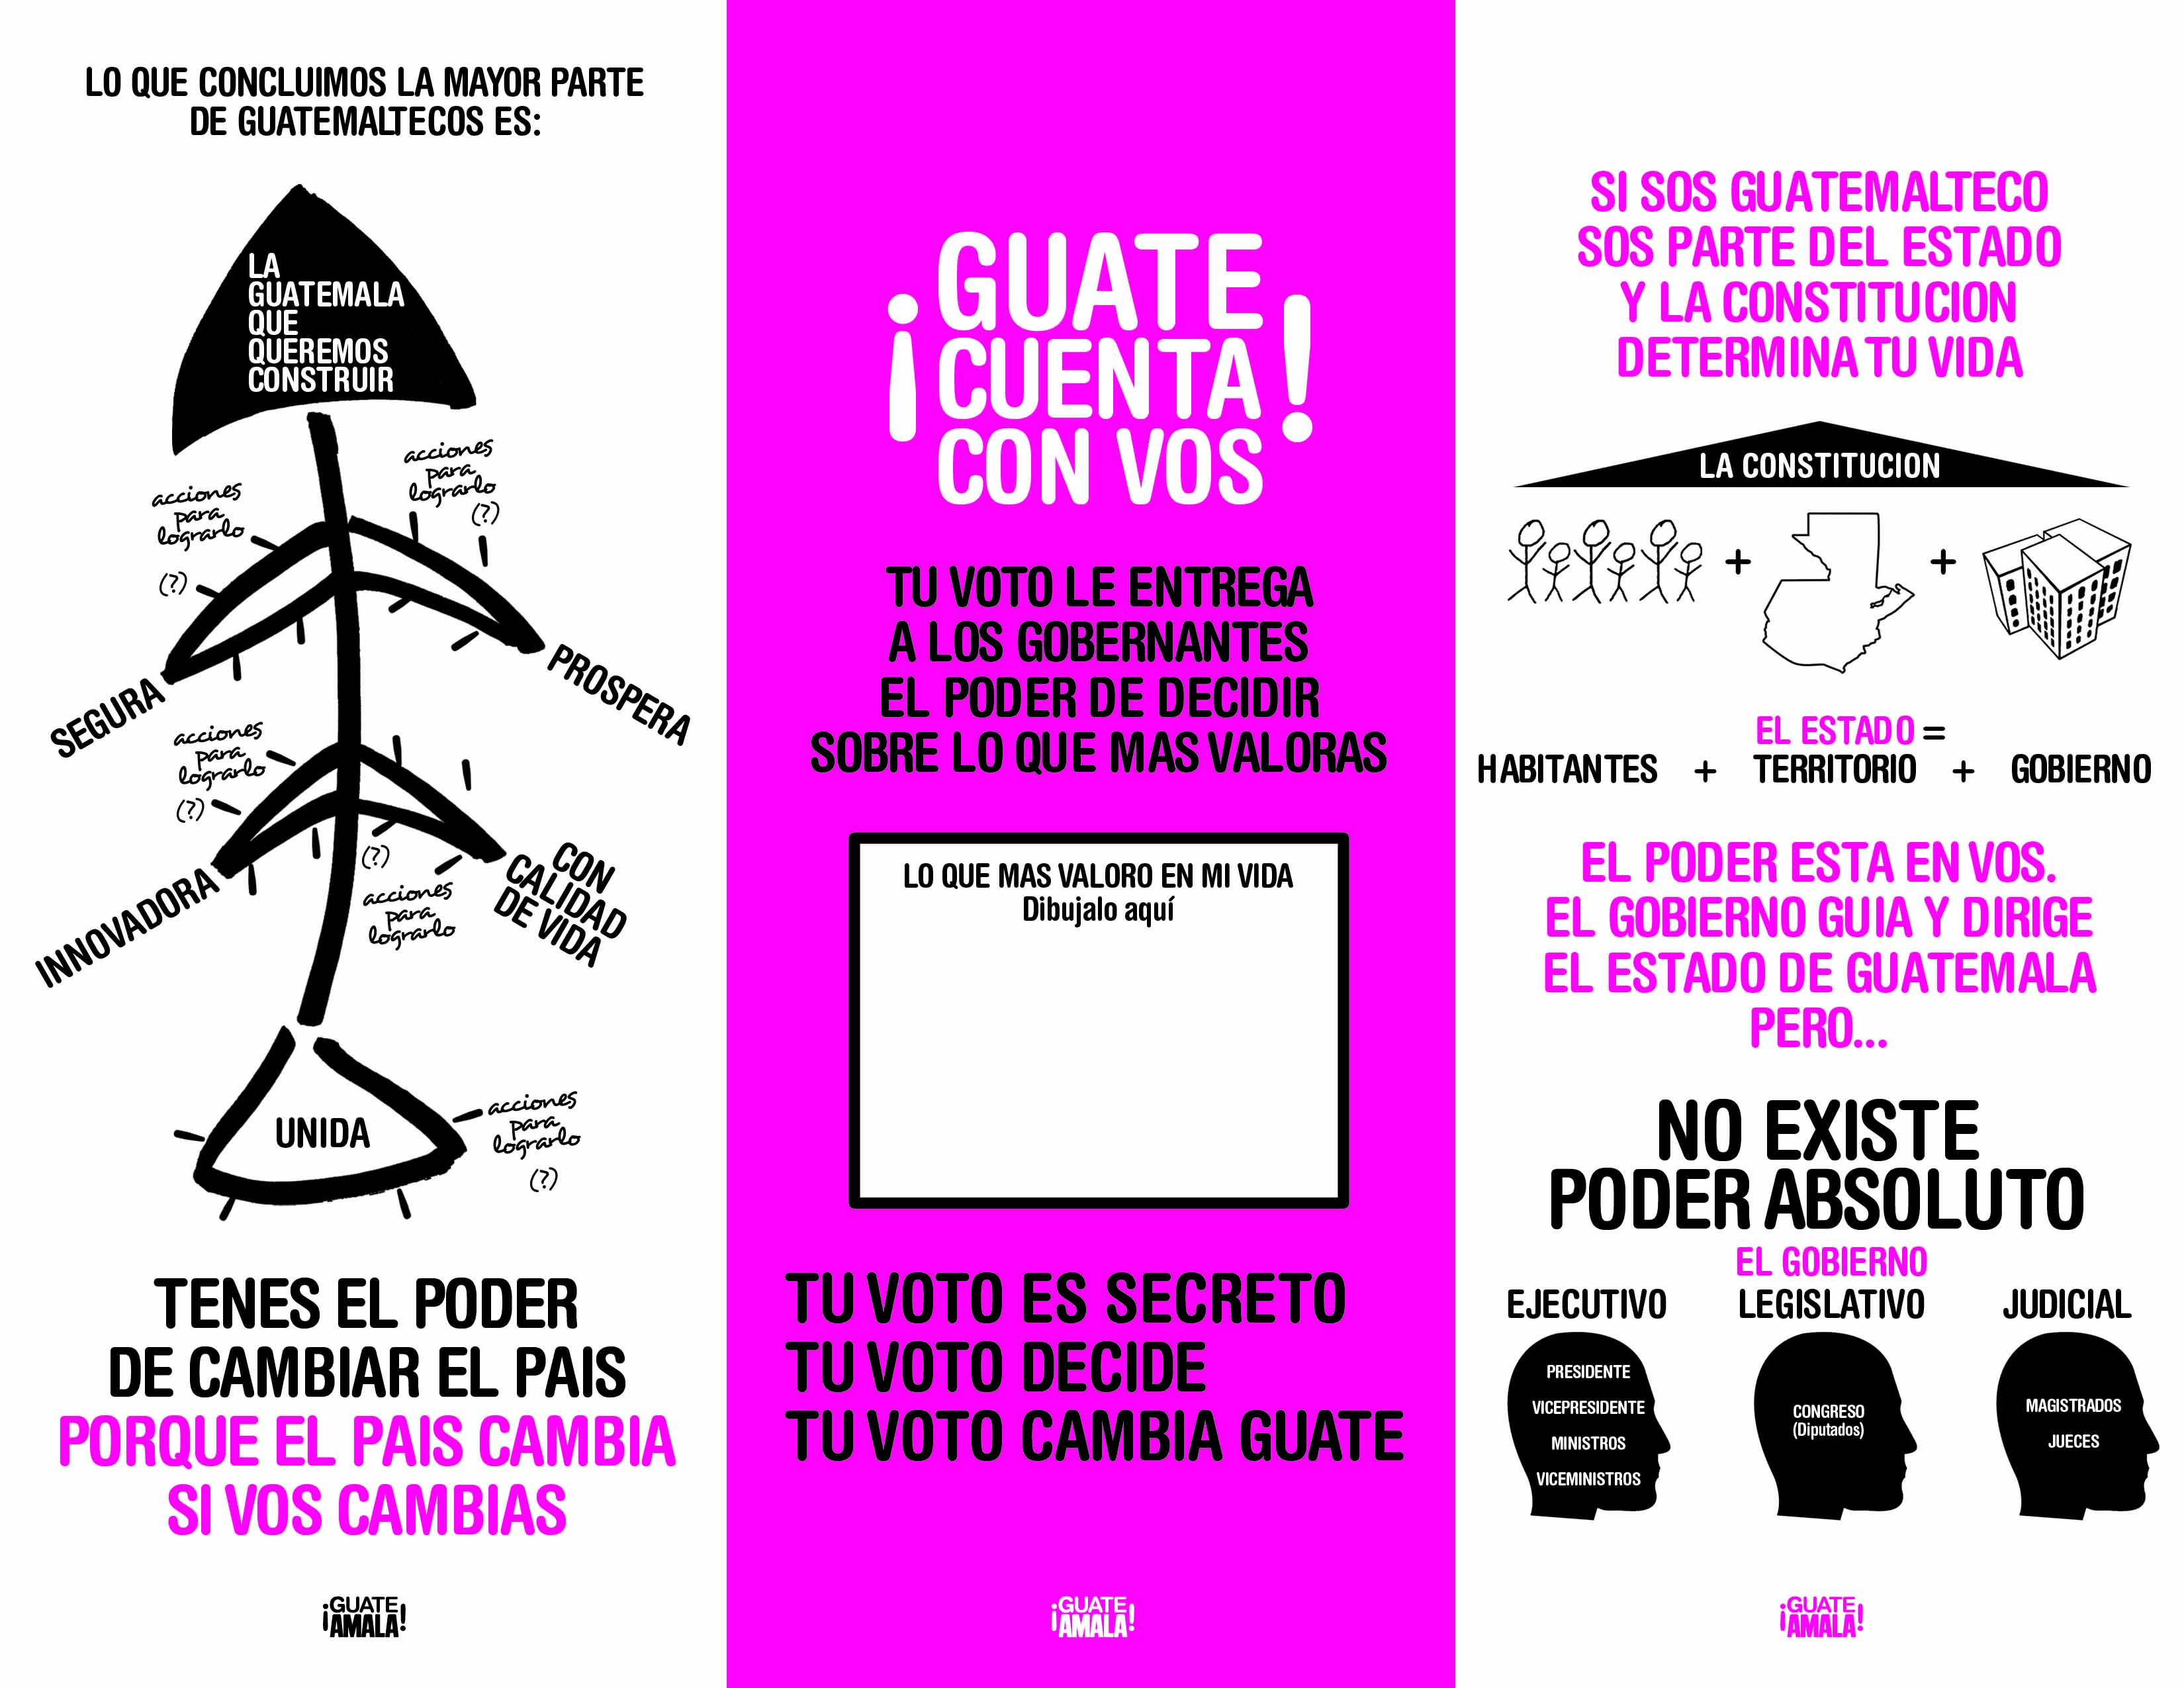 LO QUE CONCLUIMOS LA MAYOR PARTE
DE GUATEMALTECOS ES:
LA
GUATEMALA
QUE
QUEREMOS
CONSTRUIR
acciones
para
lograrlo
(?)
acciones
para
lograrlo
(?)
SEGURA
PROSPERA
acciones
para
lograrlo
(?)
(?)
acciones
para
lograrlo
INNOVADORA
CON
CALIDAD
DE VIDA
UNIDA
acciones
para
lograrlo
(?)
TENES EL PODER
DE CAMBIAR EL PAIS
PORQUE EL PAIS CAMBIA
SI VOS CAMBIAS
¡GUATE
AMALA!
¡GUATE
CUENTA
CON VOS!
TU VOTO LE ENTREGA
A LOS GOBERNANTES
EL PODER DE DECIDIR
SOBRE LO QUE MAS VALORAS
LO QUE MAS VALORO EN MI VIDA
Dibujalo aquí
TU VOTO ES SECRETO
TU VOTO DECIDE
TU VOTO CAMBIA GUATE
¡GUATE
AMALA!
SI SOS GUATEMALTECO
SOS PARTE DEL ESTADO
Y LA CONSTITUCION
DETERMINA TU VIDA
LA CONSTITUCION
+ +
EL ESTADO =
HABITANTES + TERRITORIO + GOBIERNO
EL PODER ESTA EN VOS.
EL GOBIERNO GUIA Y DIRIGE
EL ESTADO DE GUATEMALA
PERO...
NO EXISTE
PODER ABSOLUTO
EL GOBIERNO
EJECUTIVO LEGISLATIVO JUDICIAL
PRESIDENTE
VICEPRESIDENTE
MINISTROS
VICEMINISTROS
CONGRESO
(Diputados)
MAGISTRADOS
JUECES
¡GUATE
AMALA!